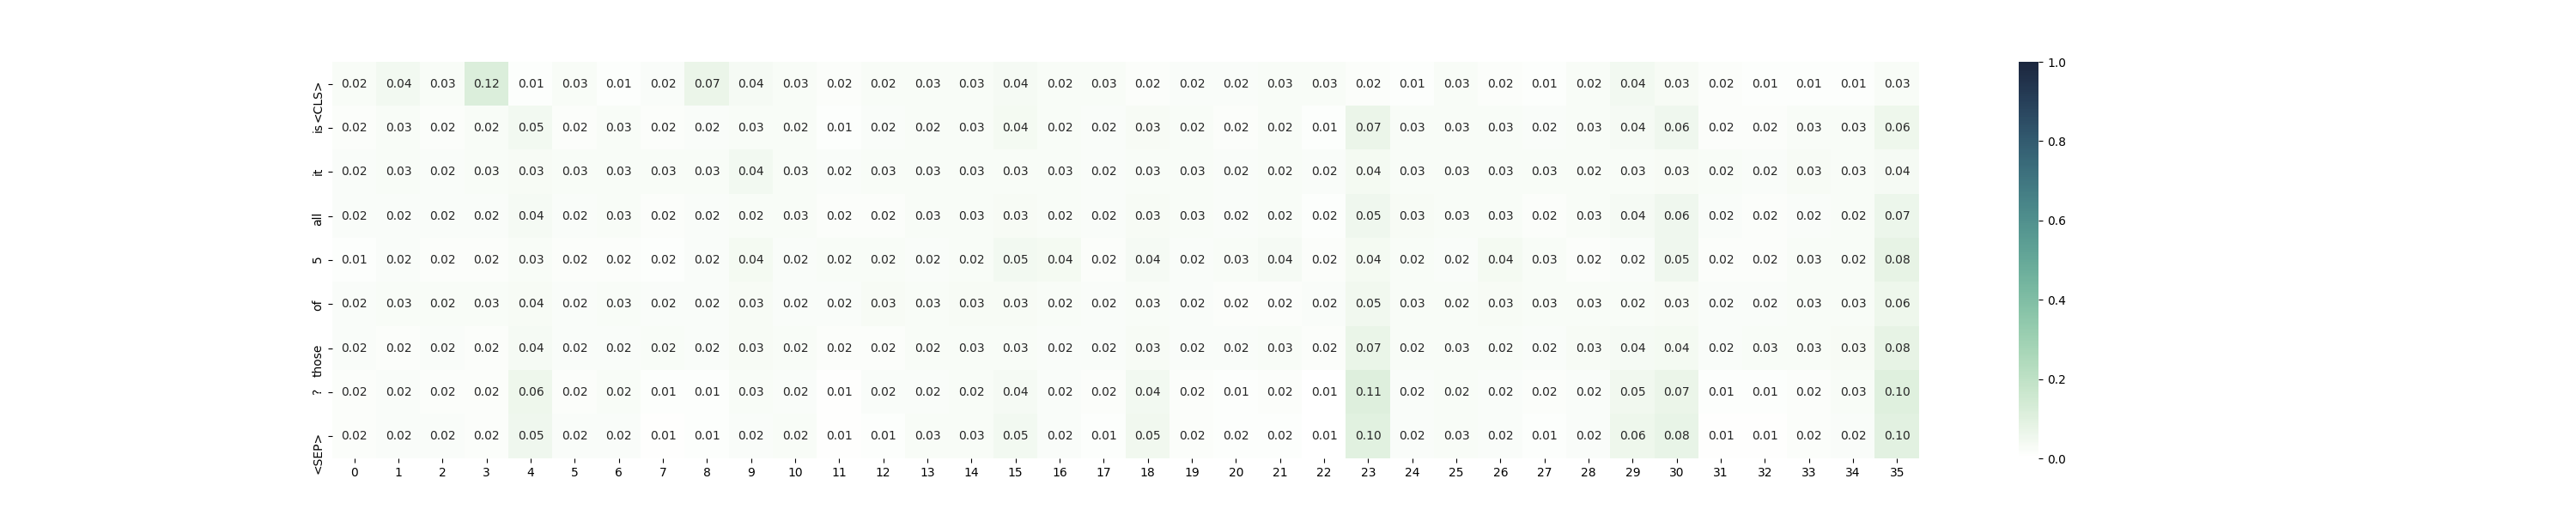 <CLS> 0.02 0.04 0.03 0.12 0.01 0.03 0.01 0.02 0.07 0.04 0.03 0.02 0.02 0.03 0.03 0.04 0.02 0.03 0.02 0.02 0.02 0.03 0.03 0.02 0.01 0.03 0.02 0.01 0.02 0.04 0.03 0.02 0.01 0.01 0.01 0.03
is 0.02 0.03 0.02 0.02 0.05 0.02 0.03 0.02 0.02 0.03 0.02 0.01 0.02 0.02 0.03 0.04 0.02 0.02 0.03 0.02 0.02 0.02 0.01 0.07 0.03 0.03 0.03 0.02 0.03 0.04 0.06 0.02 0.02 0.03 0.03 0.06
it 0.02 0.03 0.02 0.03 0.03 0.03 0.03 0.03 0.03 0.04 0.03 0.02 0.03 0.03 0.03 0.03 0.03 0.02 0.03 0.03 0.02 0.02 0.02 0.04 0.03 0.03 0.03 0.03 0.02 0.03 0.03 0.02 0.02 0.03 0.03 0.04
all 0.02 0.02 0.02 0.02 0.04 0.02 0.03 0.02 0.02 0.02 0.03 0.02 0.02 0.03 0.03 0.03 0.02 0.02 0.03 0.03 0.02 0.02 0.02 0.05 0.03 0.03 0.03 0.02 0.03 0.04 0.06 0.02 0.02 0.02 0.02 0.07
5 0.01 0.02 0.02 0.02 0.03 0.02 0.02 0.02 0.02 0.04 0.02 0.02 0.02 0.02 0.02 0.05 0.04 0.02 0.04 0.02 0.03 0.04 0.02 0.04 0.02 0.02 0.04 0.03 0.02 0.02 0.05 0.02 0.02 0.03 0.02 0.08
of 0.02 0.03 0.02 0.03 0.04 0.02 0.03 0.02 0.02 0.03 0.02 0.02 0.03 0.03 0.03 0.03 0.02 0.02 0.03 0.02 0.02 0.02 0.02 0.05 0.03 0.02 0.03 0.03 0.03 0.02 0.03 0.02 0.02 0.03 0.03 0.06
those 0.02 0.02 0.02 0.02 0.04 0.02 0.02 0.02 0.02 0.03 0.02 0.02 0.02 0.02 0.03 0.03 0.02 0.02 0.03 0.02 0.02 0.03 0.02 0.07 0.02 0.03 0.02 0.02 0.03 0.04 0.04 0.02 0.03 0.03 0.03 0.08
? 0.02 0.02 0.02 0.02 0.06 0.02 0.02 0.01 0.01 0.03 0.02 0.01 0.02 0.02 0.02 0.04 0.02 0.02 0.04 0.02 0.01 0.02 0.01 0.11 0.02 0.02 0.02 0.02 0.02 0.05 0.07 0.01 0.01 0.02 0.03 0.10
<SEP> 0.02 0.02 0.02 0.02 0.05 0.02 0.02 0.01 0.01 0.02 0.02 0.01 0.01 0.03 0.03 0.05 0.02 0.01 0.05 0.02 0.02 0.02 0.01 0.10 0.02 0.03 0.02 0.01 0.02 0.06 0.08 0.01 0.01 0.02 0.02 0.10
0 1 2 3 4 5 6 7 8 9 10 11 12 13 14 15 16 17 18 19 20 21 22 23 24 25 26 27 28 29 30 31 32 33 34 35
1.0
0.8
0.6
0.4
0.2
0.0